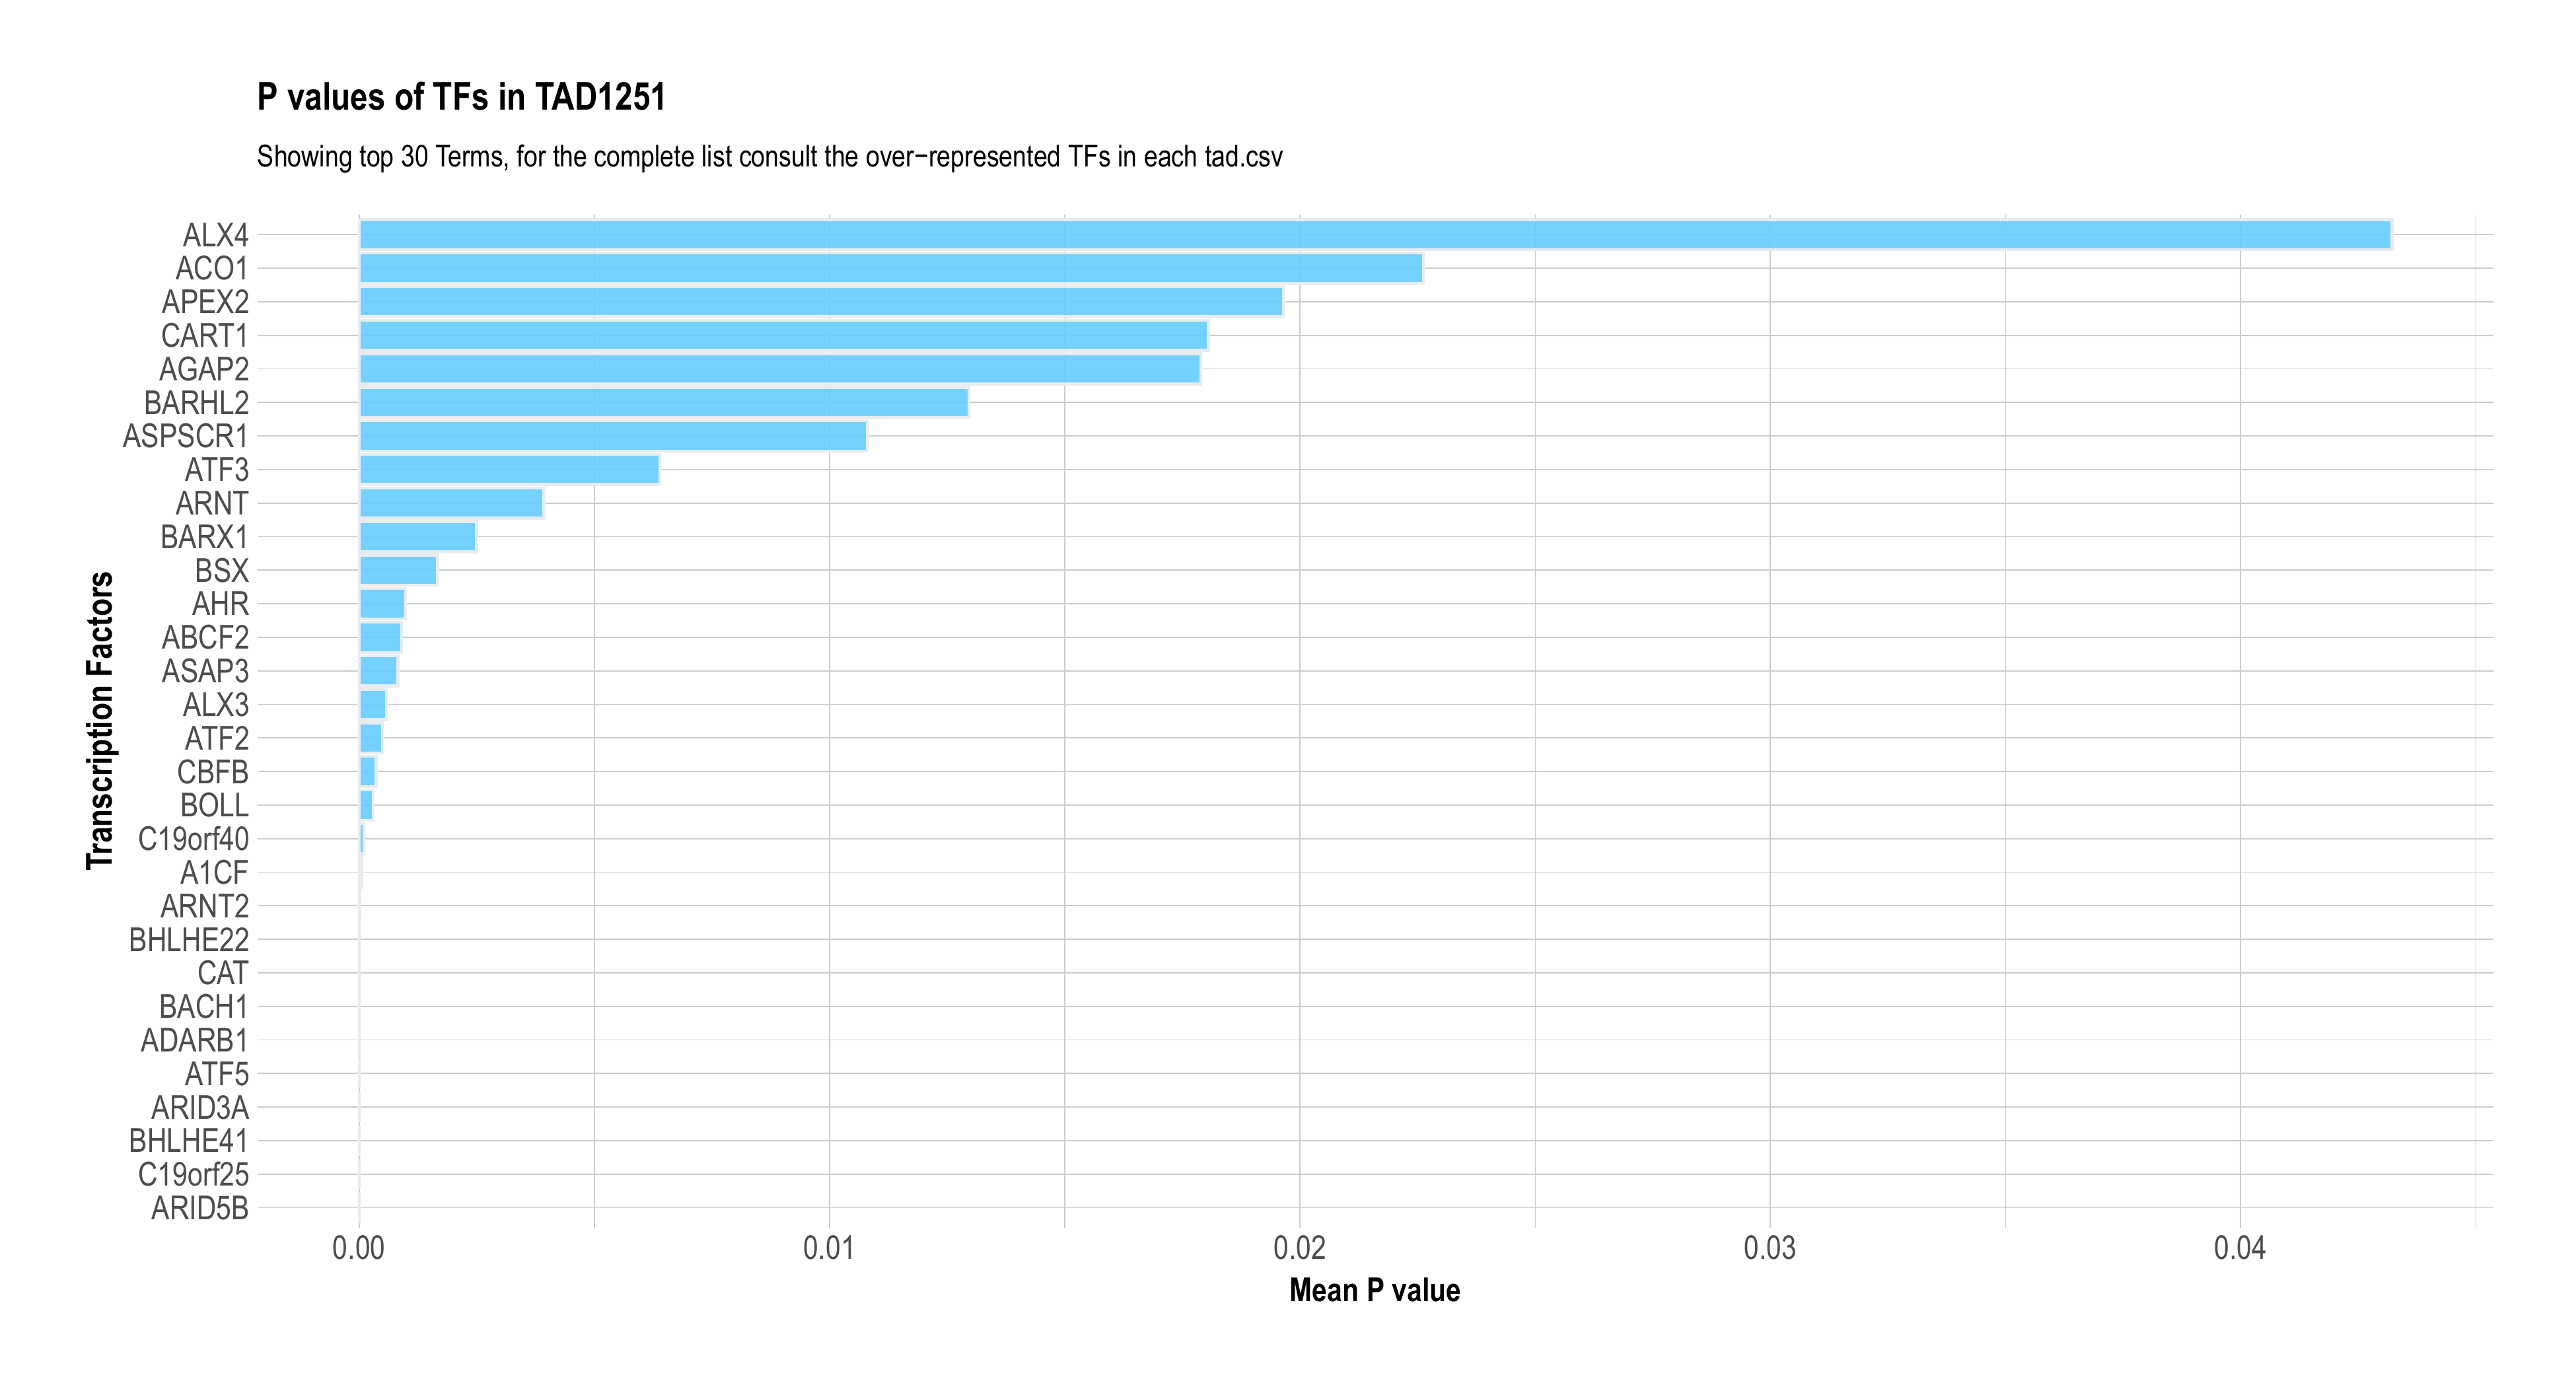 P values of TFs in TAD1251
Showing top 30 Terms, for the complete list consult the over−represented TFs in each tad.csv
Transcription Factors
ALX4
ACO1
APEX2
CART1
AGAP2
BARHL2
ASPSCR1
ATF3
ARNT
BARX1
BSX
AHR
ABCF2
ASAP3
ALX3
ATF2
CBFB
BOLL
C19orf40
A1CF
ARNT2
BHLHE22
CAT
BACH1
ADARB1
ATF5
ARID3A
BHLHE41
C19orf25
ARID5B
0.00 0.01 0.02 0.03 0.04
Mean P value